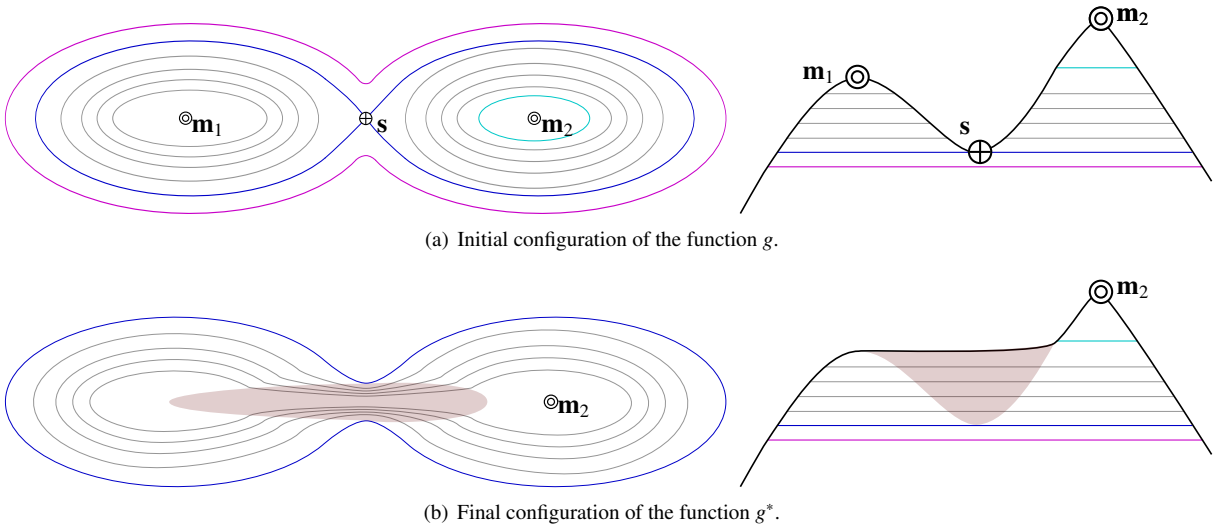 m₁
s
m₂
m₁
s
m₂
(a) Initial configuration of the function g.
m₂
m₂
(b) Final configuration of the function g*.